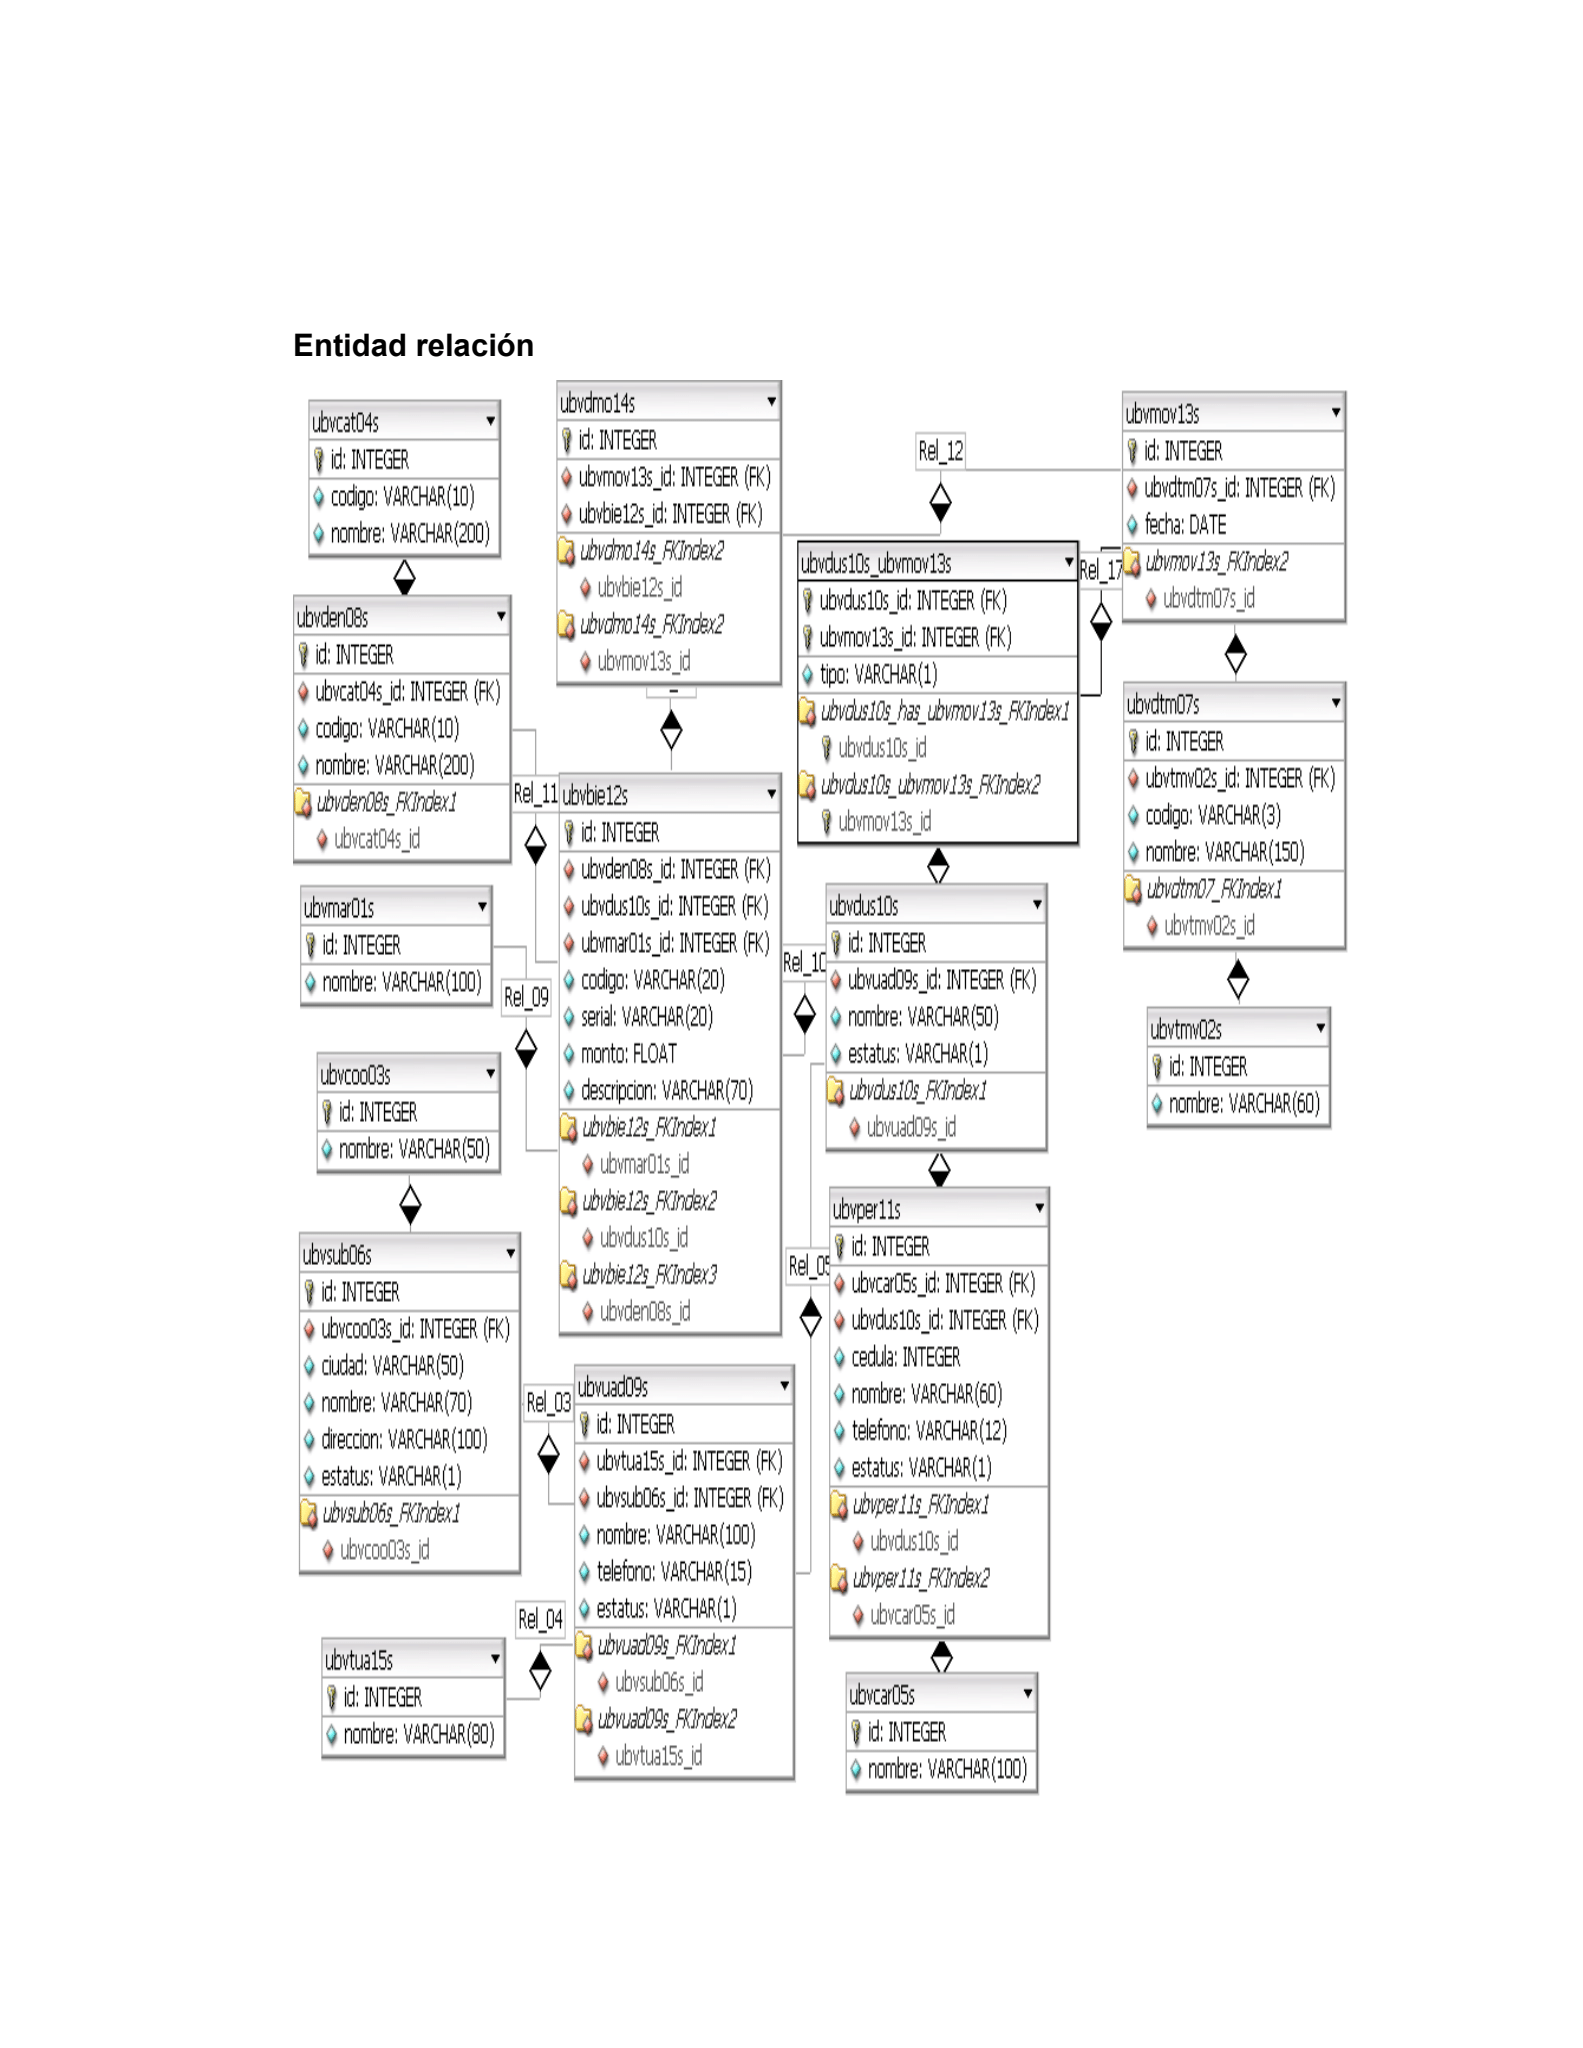 Entidad relación
ubvcat04s
id: INTEGER
codigo: VARCHAR(10)
nombre: VARCHAR(200)
ubvden08s
id: INTEGER
ubvcat04s_id: INTEGER (FK)
codigo: VARCHAR(10)
nombre: VARCHAR(200)
ubvden08s_FKIndex1
ubvcat04s_id
ubvmar01s
id: INTEGER
nombre: VARCHAR(100)
ubvcoo03s
id: INTEGER
nombre: VARCHAR(50)
ubvsub06s
id: INTEGER
ubvcoo03s_id: INTEGER (FK)
ciudad: VARCHAR(50)
nombre: VARCHAR(70)
direccion: VARCHAR(100)
estatus: VARCHAR(1)
ubvsub06s_FKIndex1
ubvcoo03s_id
ubvtua15s
id: INTEGER
nombre: VARCHAR(80)
Rel_11
Rel_09
Rel_03
Rel_04
ubvdmo14s
id: INTEGER
ubvmov13s_id: INTEGER (FK)
ubvbie12s_id: INTEGER (FK)
ubvdmo14s_FKIndex2
ubvbie12s_id
ubvdmo14s_FKIndex2
ubvmov13s_id
ubvbie12s
id: INTEGER
ubvden08s_id: INTEGER (FK)
ubvdus10s_id: INTEGER (FK)
ubvmar01s_id: INTEGER (FK)
codigo: VARCHAR(20)
serial: VARCHAR(20)
monto: FLOAT
descripcion: VARCHAR(70)
ubvbie12s_FKIndex1
ubvmar01s_id
ubvbie12s_FKIndex2
ubvdus10s_id
ubvbie12s_FKIndex3
ubvden08s_id
ubvuad09s
id: INTEGER
ubvtua15s_id: INTEGER (FK)
ubvsub06s_id: INTEGER (FK)
nombre: VARCHAR(100)
telefono: VARCHAR(15)
estatus: VARCHAR(1)
ubvuad09s_FKIndex1
ubvsub06s_id
ubvuad09s_FKIndex2
ubvtua15s_id
Rel_12
Rel_10
Rel_05
ubvdus10s_ubvmov13s
ubvdus10s_id: INTEGER (FK)
ubvmov13s_id: INTEGER (FK)
tipo: VARCHAR(1)
ubvdus10s_has_ubvmov13s_FKIndex1
ubvdus10s_id
ubvdus10s_ubvmov13s_FKIndex2
ubvmov13s_id
ubvdus10s
id: INTEGER
ubvuad09s_id: INTEGER (FK)
nombre: VARCHAR(50)
estatus: VARCHAR(1)
ubvdus10s_FKIndex1
ubvuad09s_id
ubvper11s
id: INTEGER
ubvcar05s_id: INTEGER (FK)
ubvdus10s_id: INTEGER (FK)
cedula: INTEGER
nombre: VARCHAR(60)
telefono: VARCHAR(12)
estatus: VARCHAR(1)
ubvper11s_FKIndex1
ubvdus10s_id
ubvper11s_FKIndex2
ubvcar05s_id
ubvcar05s
id: INTEGER
nombre: VARCHAR(100)
Rel_17
ubvmov13s
id: INTEGER
ubvdtm07s_id: INTEGER (FK)
fecha: DATE
ubvmov13s_FKIndex2
ubvdtm07s_id
ubvdtm07s
id: INTEGER
ubvtmv02s_id: INTEGER (FK)
codigo: VARCHAR(3)
nombre: VARCHAR(150)
ubvdtm07_FKIndex1
ubvtmv02s_id
ubvtmv02s
id: INTEGER
nombre: VARCHAR(60)